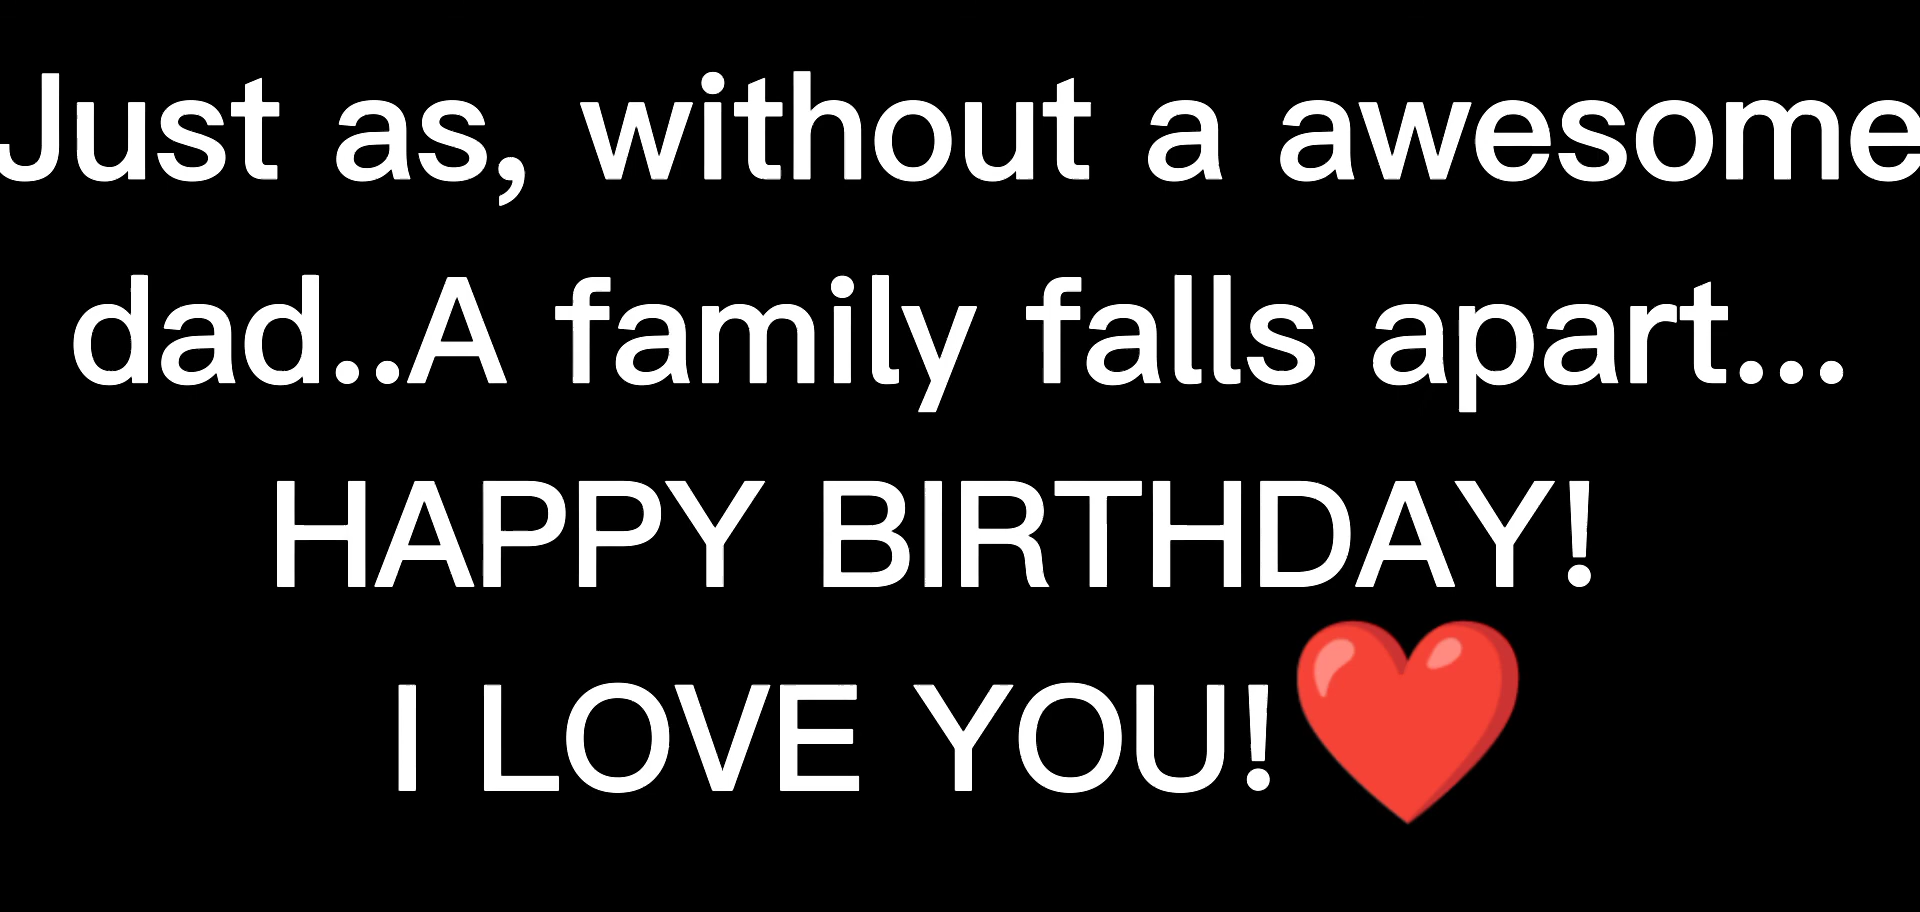 Just as, without a awesome
dad..A family falls apart...
HAPPY BIRTHDAY!
I LOVE YOU!❤️